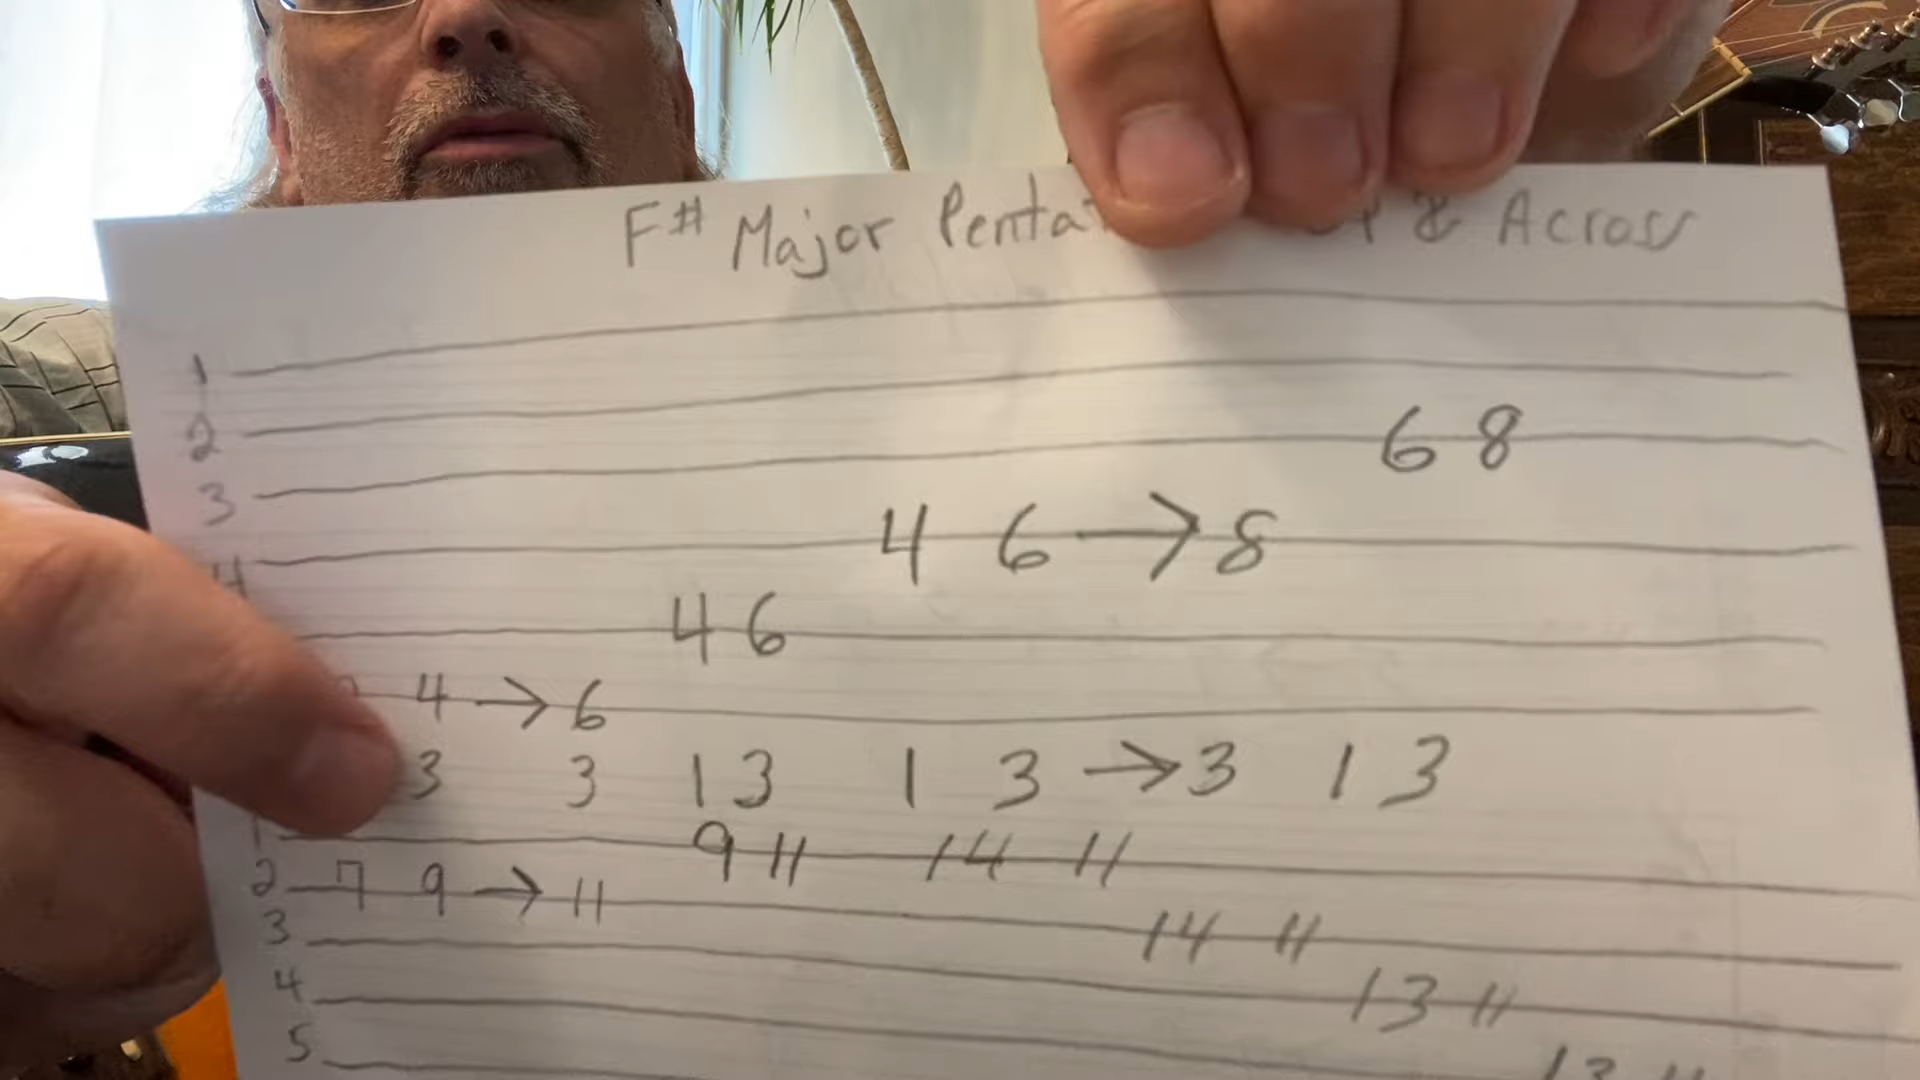 F# Major & Across
1
2
6 8
3
4 6 → 8
4
4 6
4 → 6
3 3 1 3 1 3 → 3 1 3
1 9 11 14 11
2 7 9 → 11
14 11
3
13 11
4
5